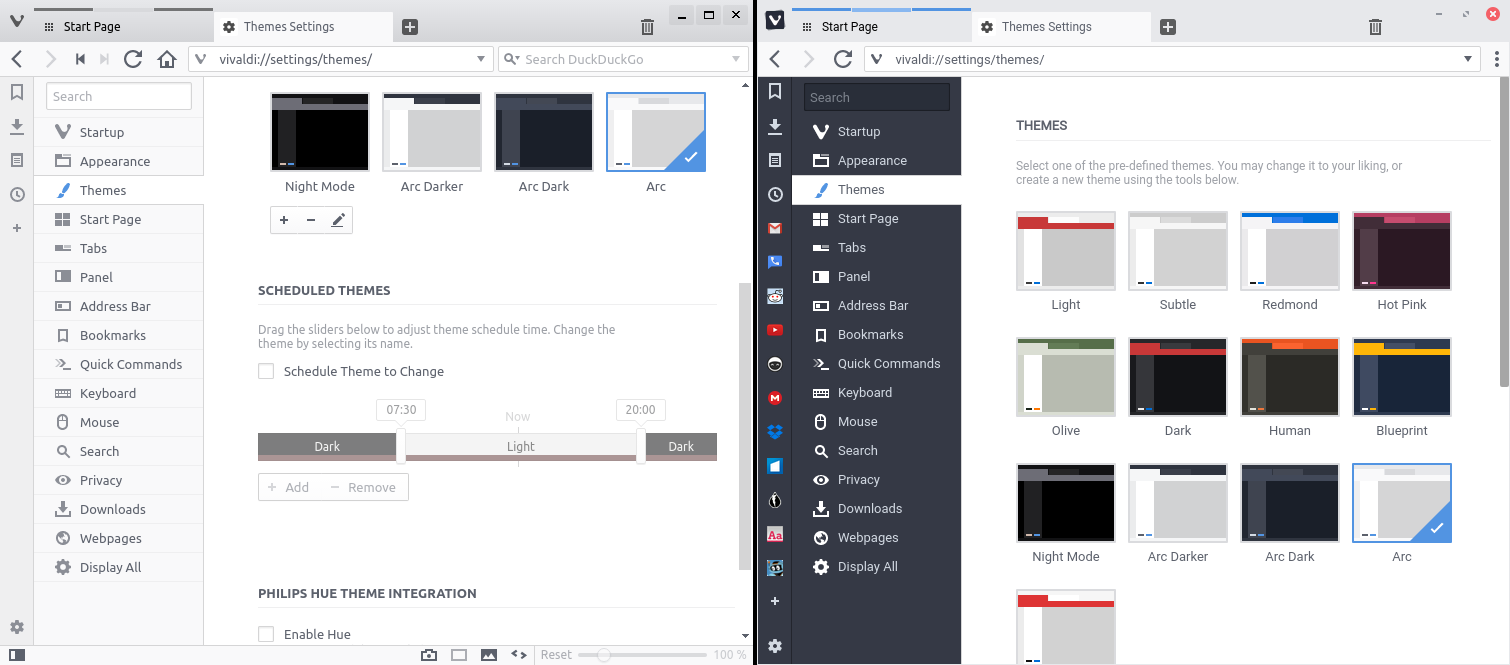 Start Page
Themes Settings
vivaldi://settings/themes/
Search DuckDuckGo
Search
Startup
Appearance
Themes
Start Page
Tabs
Panel
Address Bar
Bookmarks
Quick Commands
Keyboard
Mouse
Search
Privacy
Downloads
Webpages
Display All
Night Mode
Arc Darker
Arc Dark
Arc
SCHEDULED THEMES
Drag the sliders below to adjust theme schedule time. Change the
theme by selecting its name.
Schedule Theme to Change
07:30
Now
20:00
Dark
Light
Dark
Add
Remove
PHILIPS HUE THEME INTEGRATION
Enable Hue
Reset
100 %
Start Page
Themes Settings
vivaldi://settings/themes/
Search
Startup
Appearance
Themes
Start Page
Tabs
Panel
Address Bar
Bookmarks
Quick Commands
Keyboard
Mouse
Search
Privacy
Downloads
Webpages
Display All
Aa
THEMES
Select one of the pre-defined themes. You may change it to your liking, or
create a new theme using the tools below.
Light
Subtle
Redmond
Hot Pink
Olive
Dark
Human
Blueprint
Night Mode
Arc Darker
Arc Dark
Arc